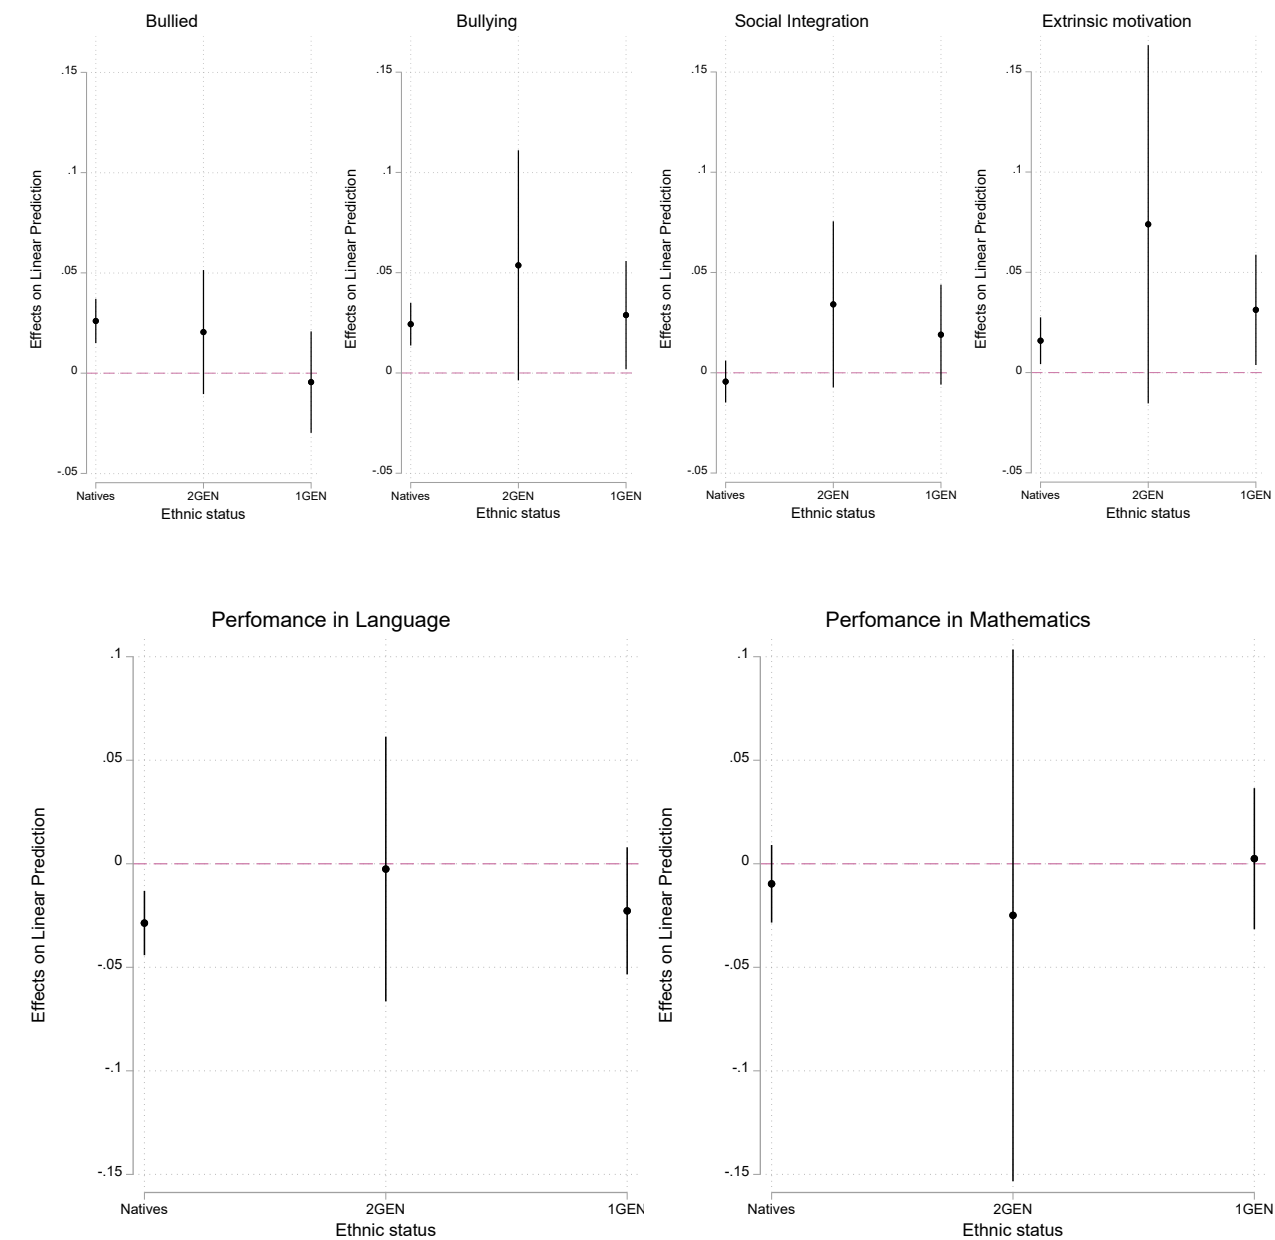 Bullied
.15
.1
.05
0
-.05
Effects on Linear Prediction
Natives 2GEN 1GEN
Ethnic status
Bullying
.15
.1
.05
0
-.05
Effects on Linear Prediction
Natives 2GEN 1GEN
Ethnic status
Social Integration
.15
.1
.05
0
-.05
Effects on Linear Prediction
Natives 2GEN 1GEN
Ethnic status
Extrinsic motivation
.15
.1
.05
0
-.05
Effects on Linear Prediction
Natives 2GEN 1GEN
Ethnic status
Perfomance in Language
.1
.05
0
-.05
-.1
-.15
Effects on Linear Prediction
Natives 2GEN 1GEN
Ethnic status
Perfomance in Mathematics
.1
.05
0
-.05
-.1
-.15
Effects on Linear Prediction
Natives 2GEN 1GEN
Ethnic status